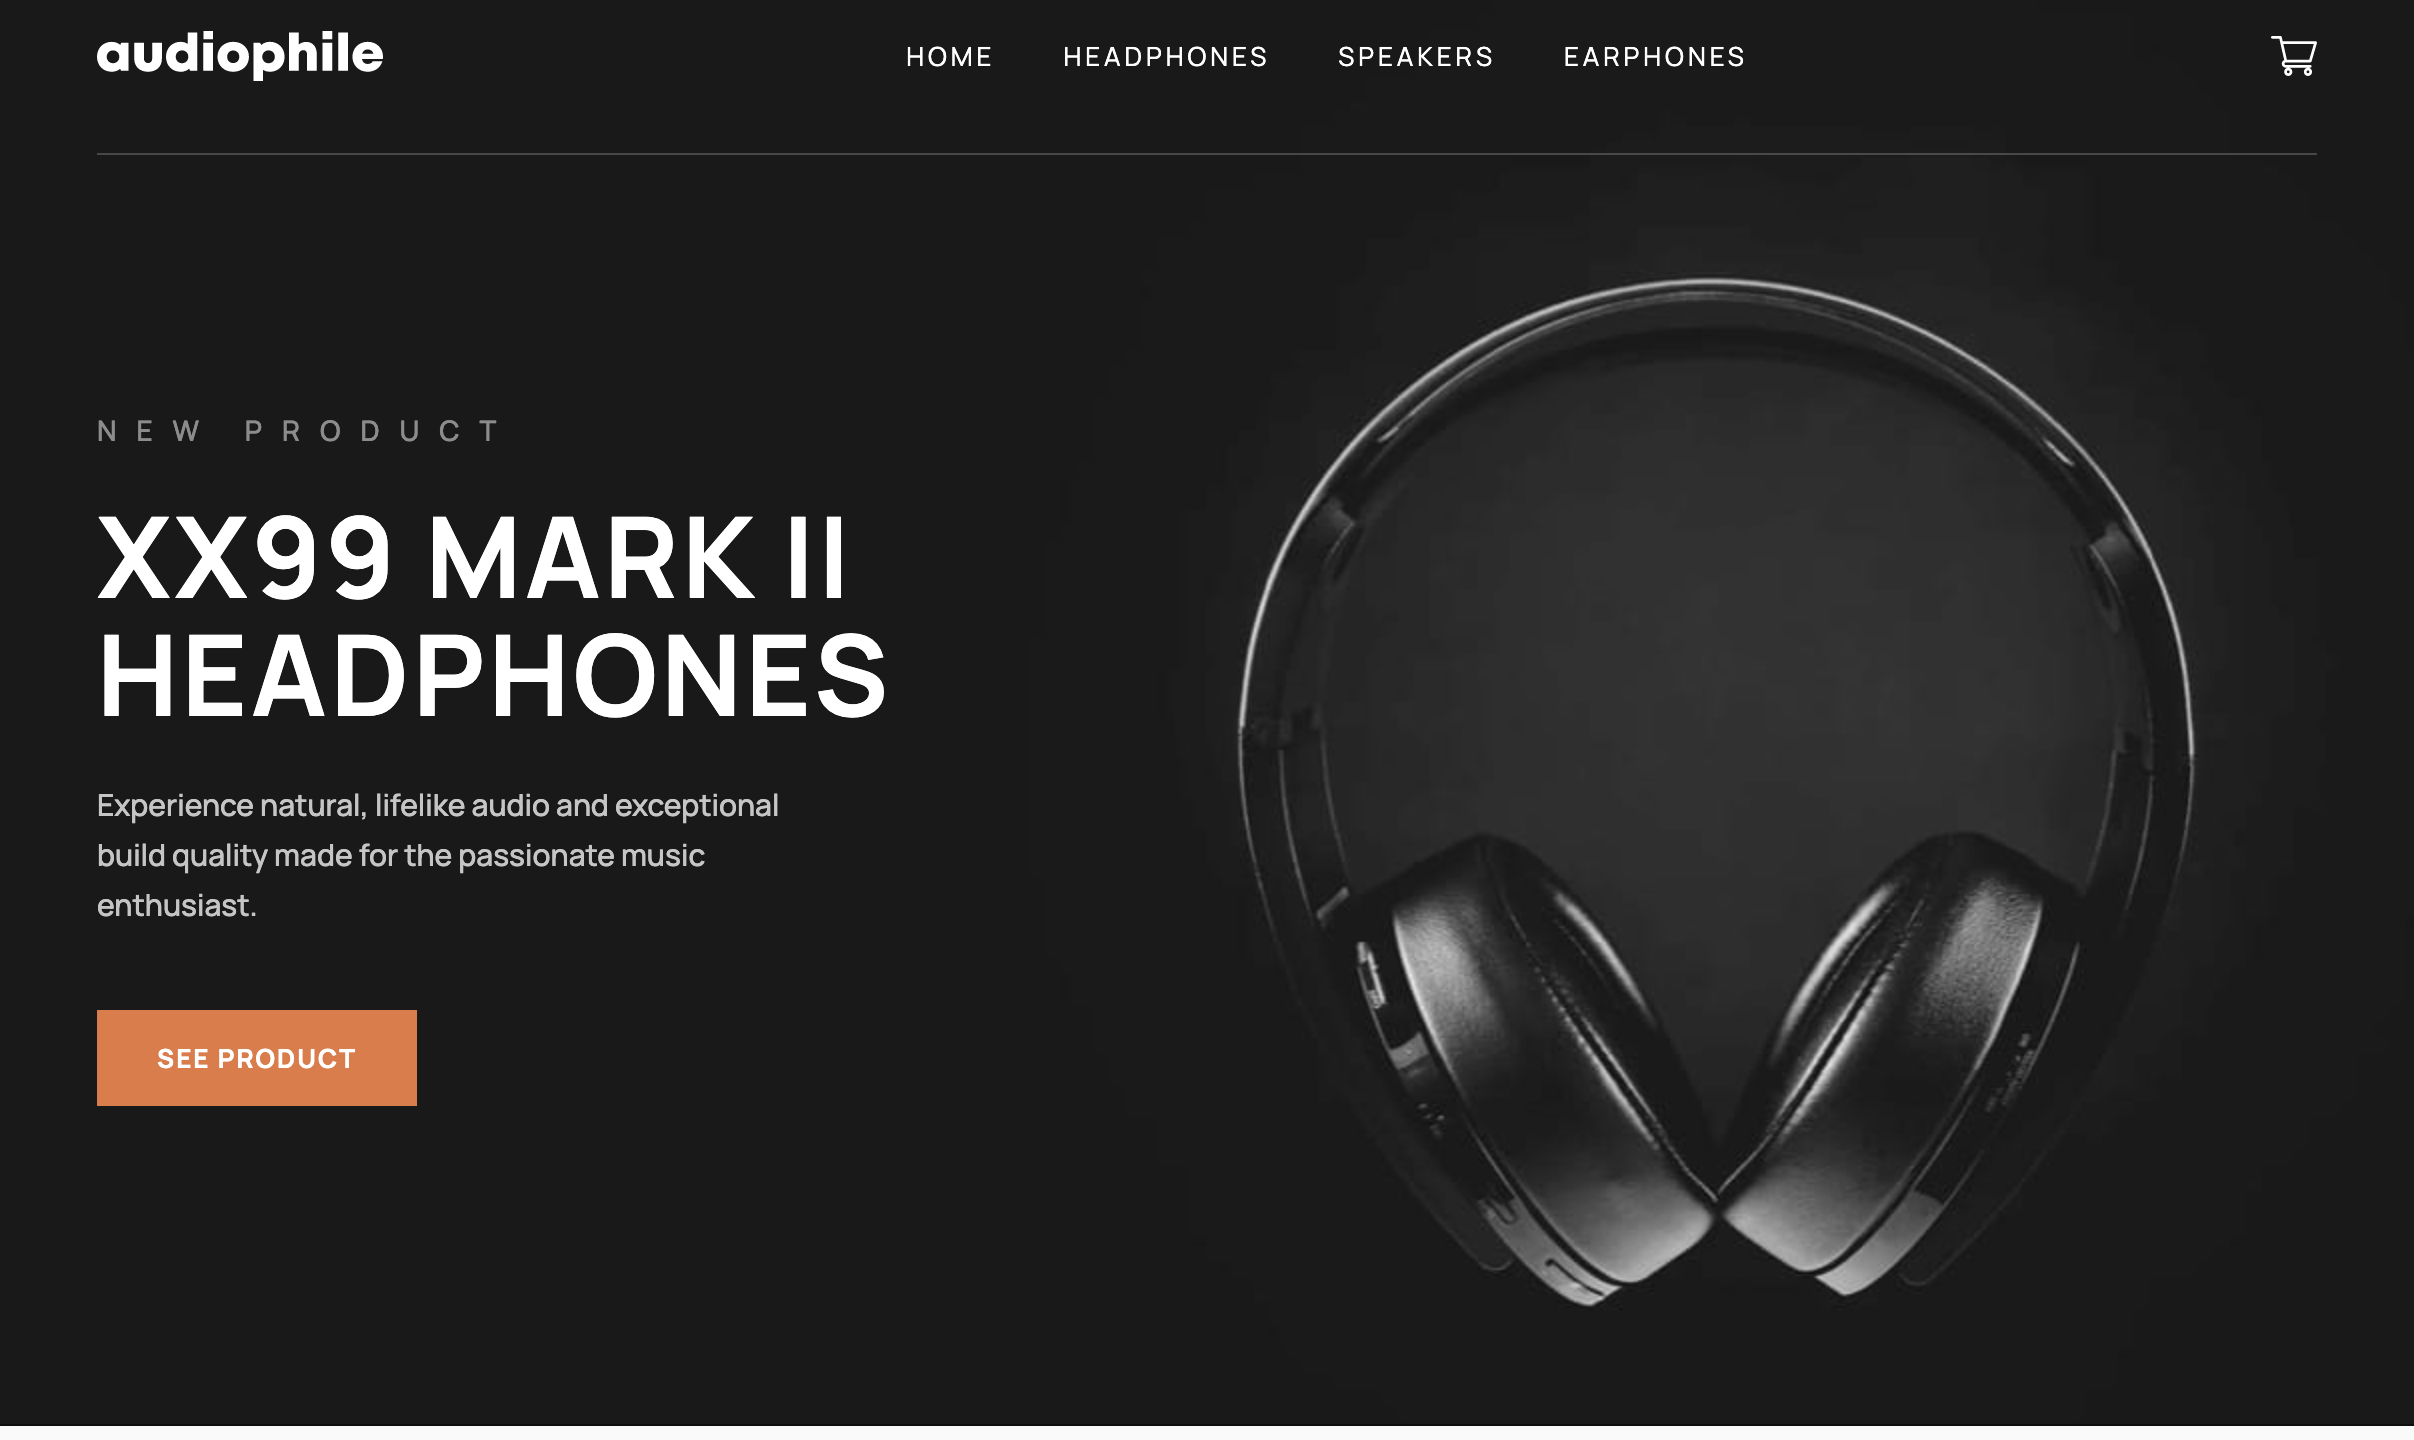 audiophile
HOME
HEADPHONES
SPEAKERS
EARPHONES
NEW PRODUCT
XX99 MARK II
HEADPHONES
Experience natural, lifelike audio and exceptional
build quality made for the passionate music
enthusiast.
SEE PRODUCT